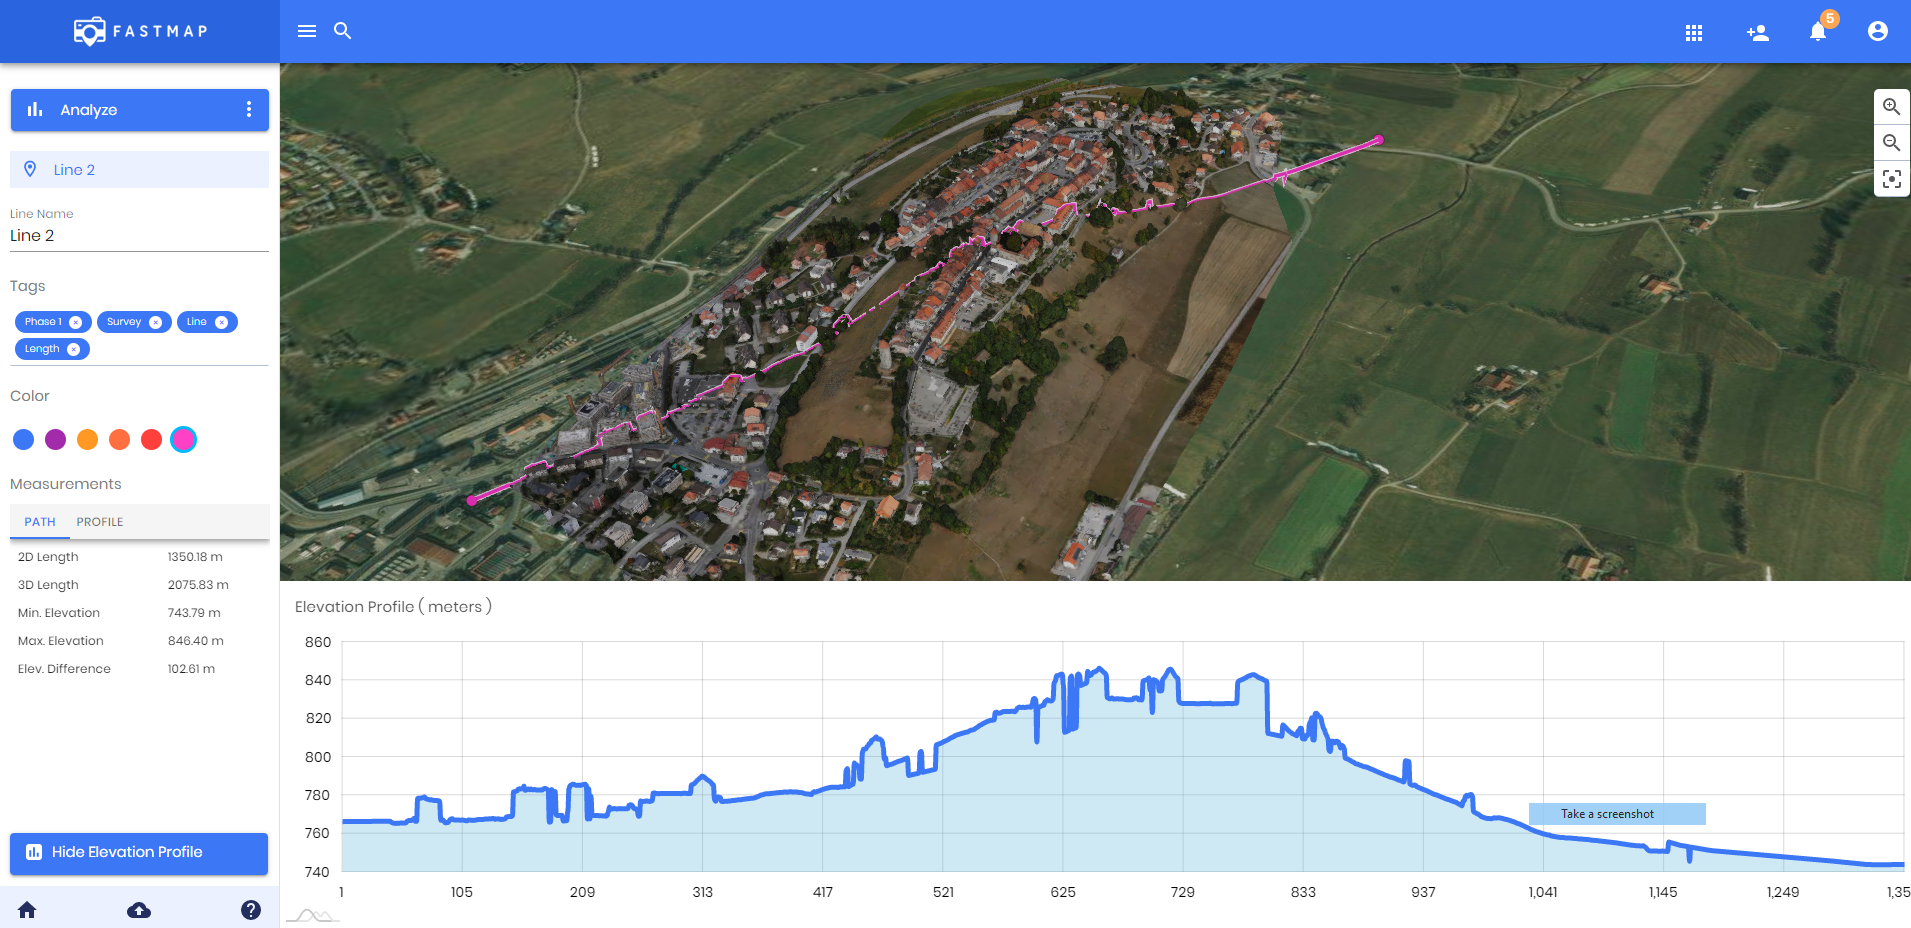 FASTMAP
5
Analyze
Line 2
Line Name
Line 2
Tags
Phase 1
Survey
Line
Length
Color
Measurements
PATH PROFILE
2D Length 1350.18 m
3D Length 2075.83 m
Min. Elevation 743.79 m
Max. Elevation 846.40 m
Elev. Difference 102.61 m
Hide Elevation Profile
Elevation Profile ( meters )
860
840
820
800
780
760
740
1 105 209 313 417 521 625 729 833 937 1,041 1,145 1,249 1,35
Take a screenshot